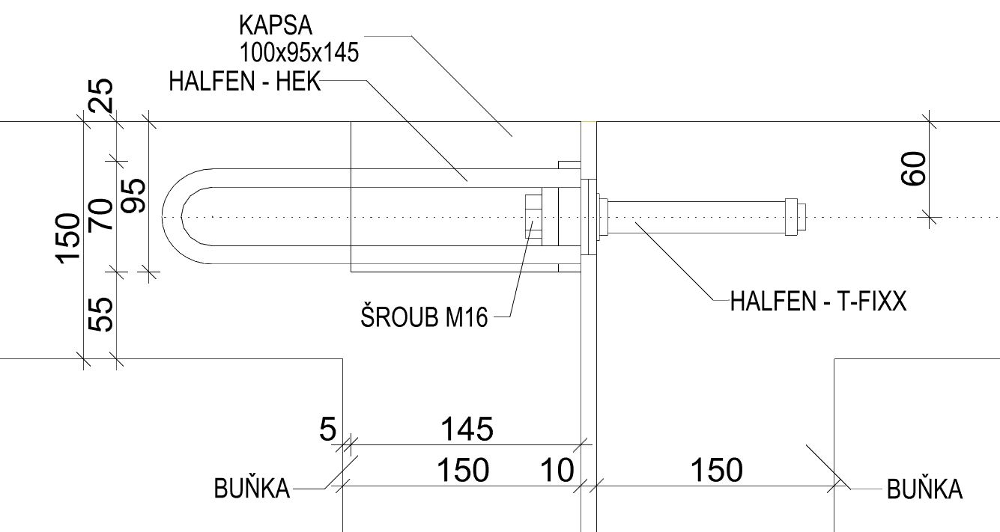 KAPSA
100x95x145
HALFEN - HEK
25
60
95
70
150
55
ŠROUB M16
HALFEN - T-FIXX
5
145
150
10
150
BUŇKA
BUŇKA